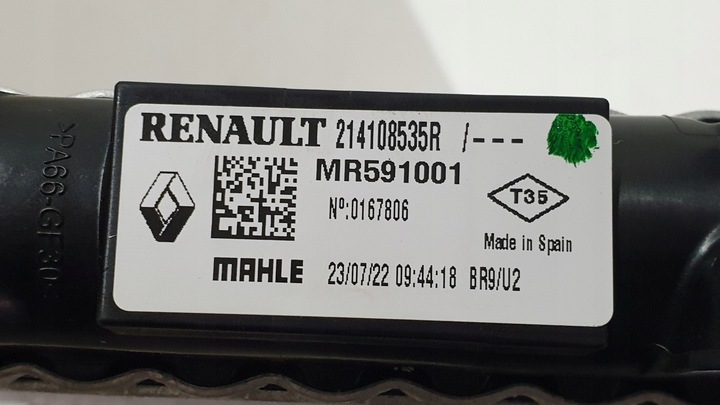 RENAULT 214108535R /---
MR591001
Nº:0167806
T35
Made in Spain
MAHLE 23/07/22 09:44:18 BR9/U2
>PA66-GF30<